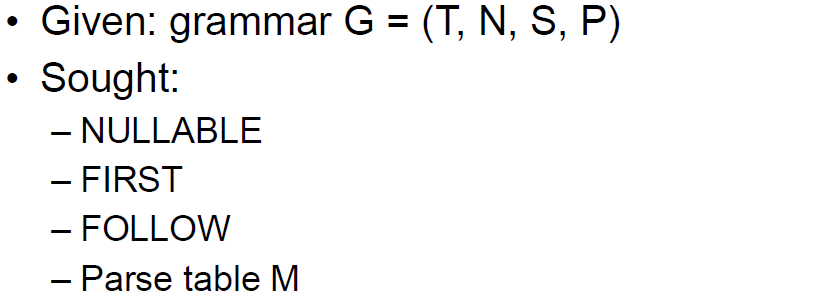 • Given: grammar G = (T, N, S, P)
• Sought:
– NULLABLE
– FIRST
– FOLLOW
– Parse table M